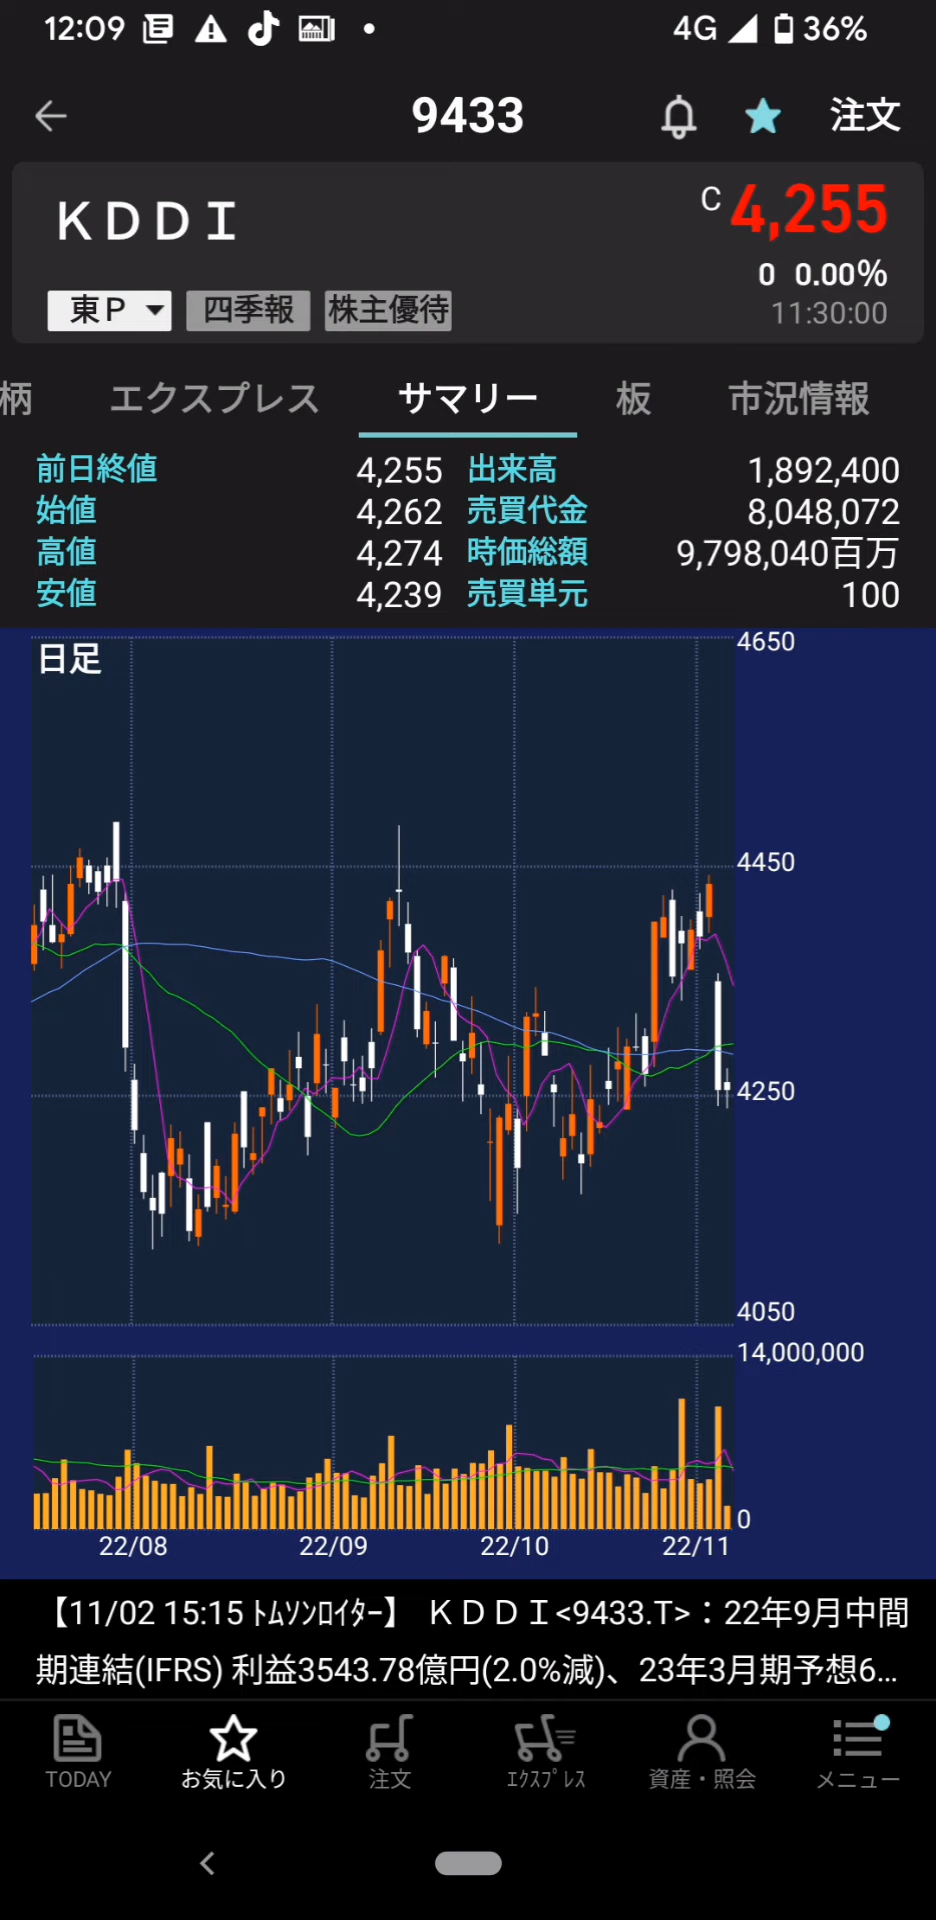 12:09 4G 36%
9433 注文
ＫＤＤＩ
C 4,255
0 0.00%
東Ｐ 四季報 株主優待
11:30:00
柄 エクスプレス サマリー 板 市況情報
前日終値 4,255 出来高 1,892,400
始値 4,262 売買代金 8,048,072
高値 4,274 時価総額 9,798,040百万
安値 4,239 売買単元 100
日足
4650
4450
4250
4050
14,000,000
0
22/08 22/09 22/10 22/11
【11/02 15:15 ﾄﾑｿﾝﾛｲﾀｰ】 ＫＤＤＩ<9433.T>：22年9月中間
期連結(IFRS) 利益3543.78億円(2.0%減)、23年3月期予想6...
TODAY お気に入り 注文 ｴｸｽﾌﾟﾚｽ 資産・照会 メニュー